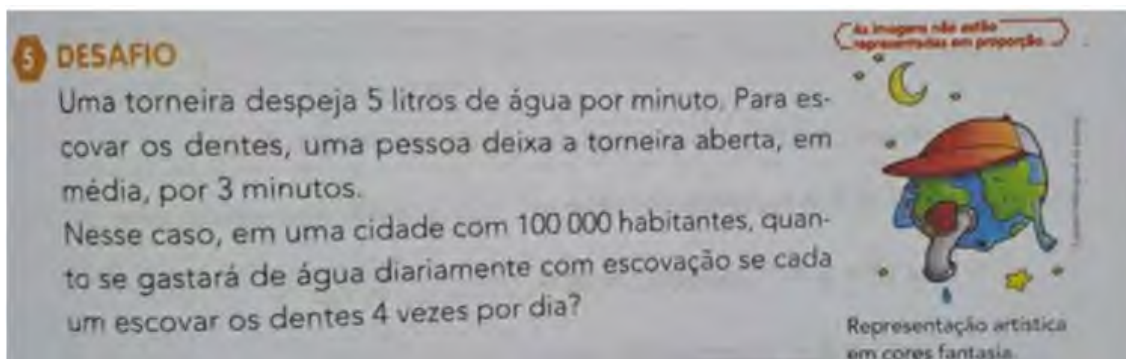 5 DESAFIO
As imagens não estão
representadas em proporção.
Uma torneira despeja 5 litros de água por minuto. Para es-
covar os dentes, uma pessoa deixa a torneira aberta, em
média, por 3 minutos.
Nesse caso, em uma cidade com 100 000 habitantes, quan-
to se gastará de água diariamente com escovação se cada
um escovar os dentes 4 vezes por dia?
Representação artística
em cores fantasia.